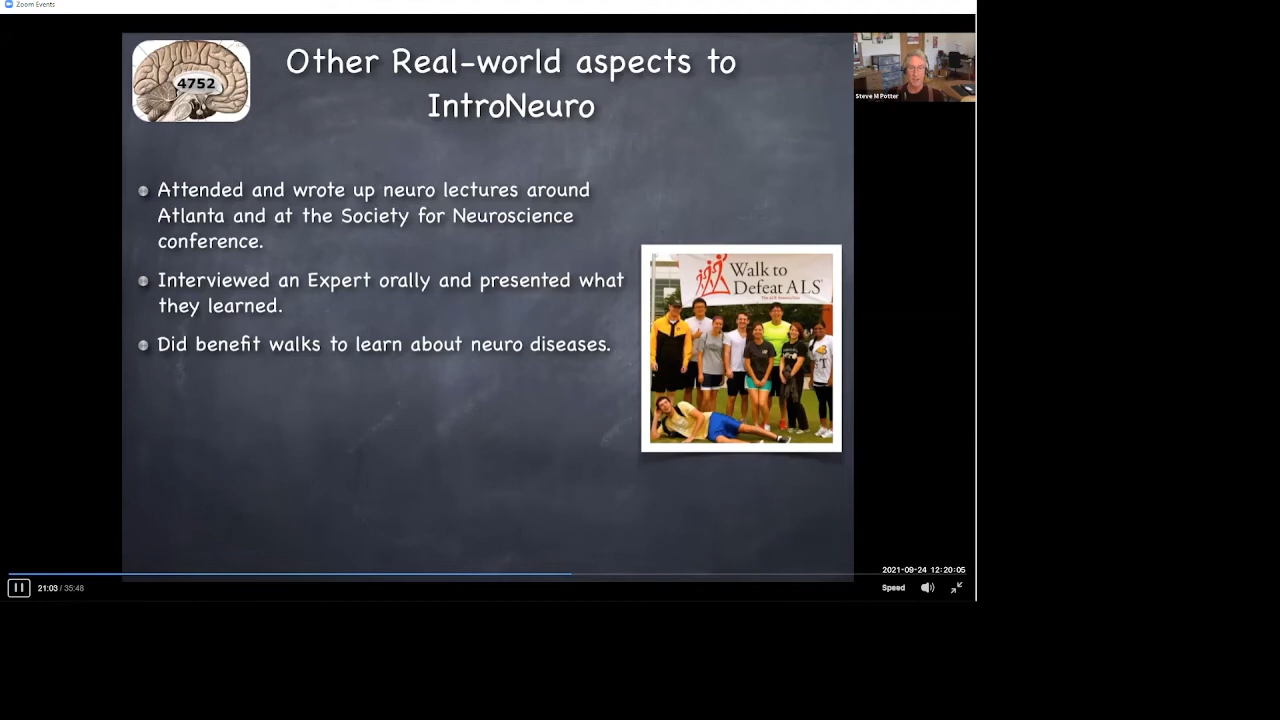 Zoom Events
4752
Other Real-world aspects to
IntroNeuro
Steve M Potter
Attended and wrote up neuro lectures around
Atlanta and at the Society for Neuroscience
conference.
Interviewed an Expert orally and presented what
they learned.
Did benefit walks to learn about neuro diseases.
Walk to
Defeat ALS
2021-09-24 12:20:05
21:03 / 35:48
Speed